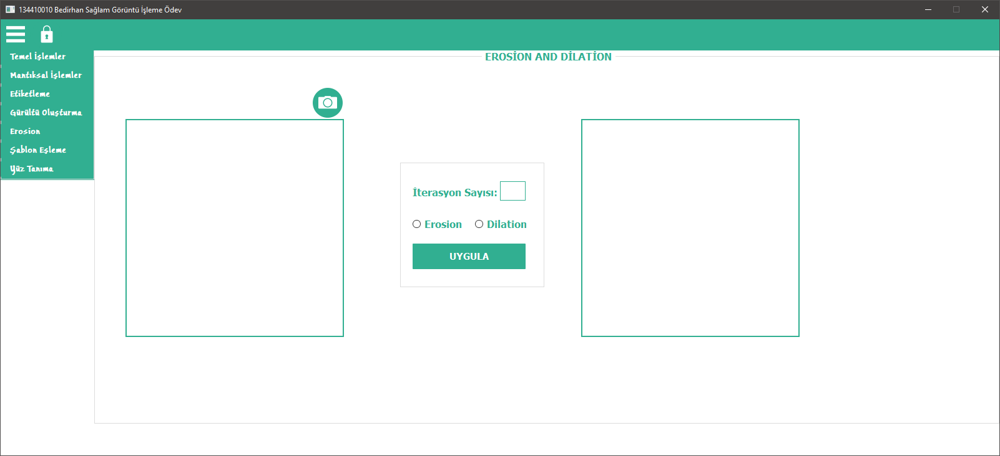 134410010 Bedirhan Sağlam Görüntü İşleme Ödev
Temel İşlemler
Mantıksal İşlemler
Etiketleme
Gürültü Oluşturma
Erosion
Şablon Eşleme
Yüz Tanıma
EROSİON AND DİLATİON
İterasyon Sayısı:
Erosion Dilation
UYGULA